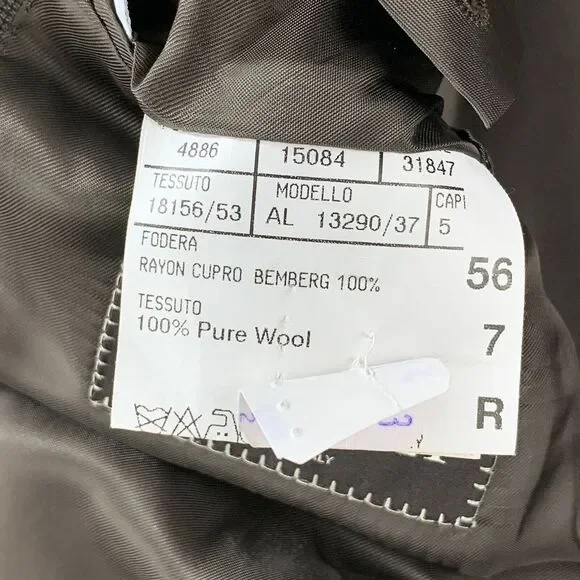 4886 15084 31847
TESSUTO MODELLO CAPI
18156/53 AL 13290/37 5
FODERA
RAYON CUPRO BEMBERG 100%
56
TESSUTO
100% Pure Wool
7
R